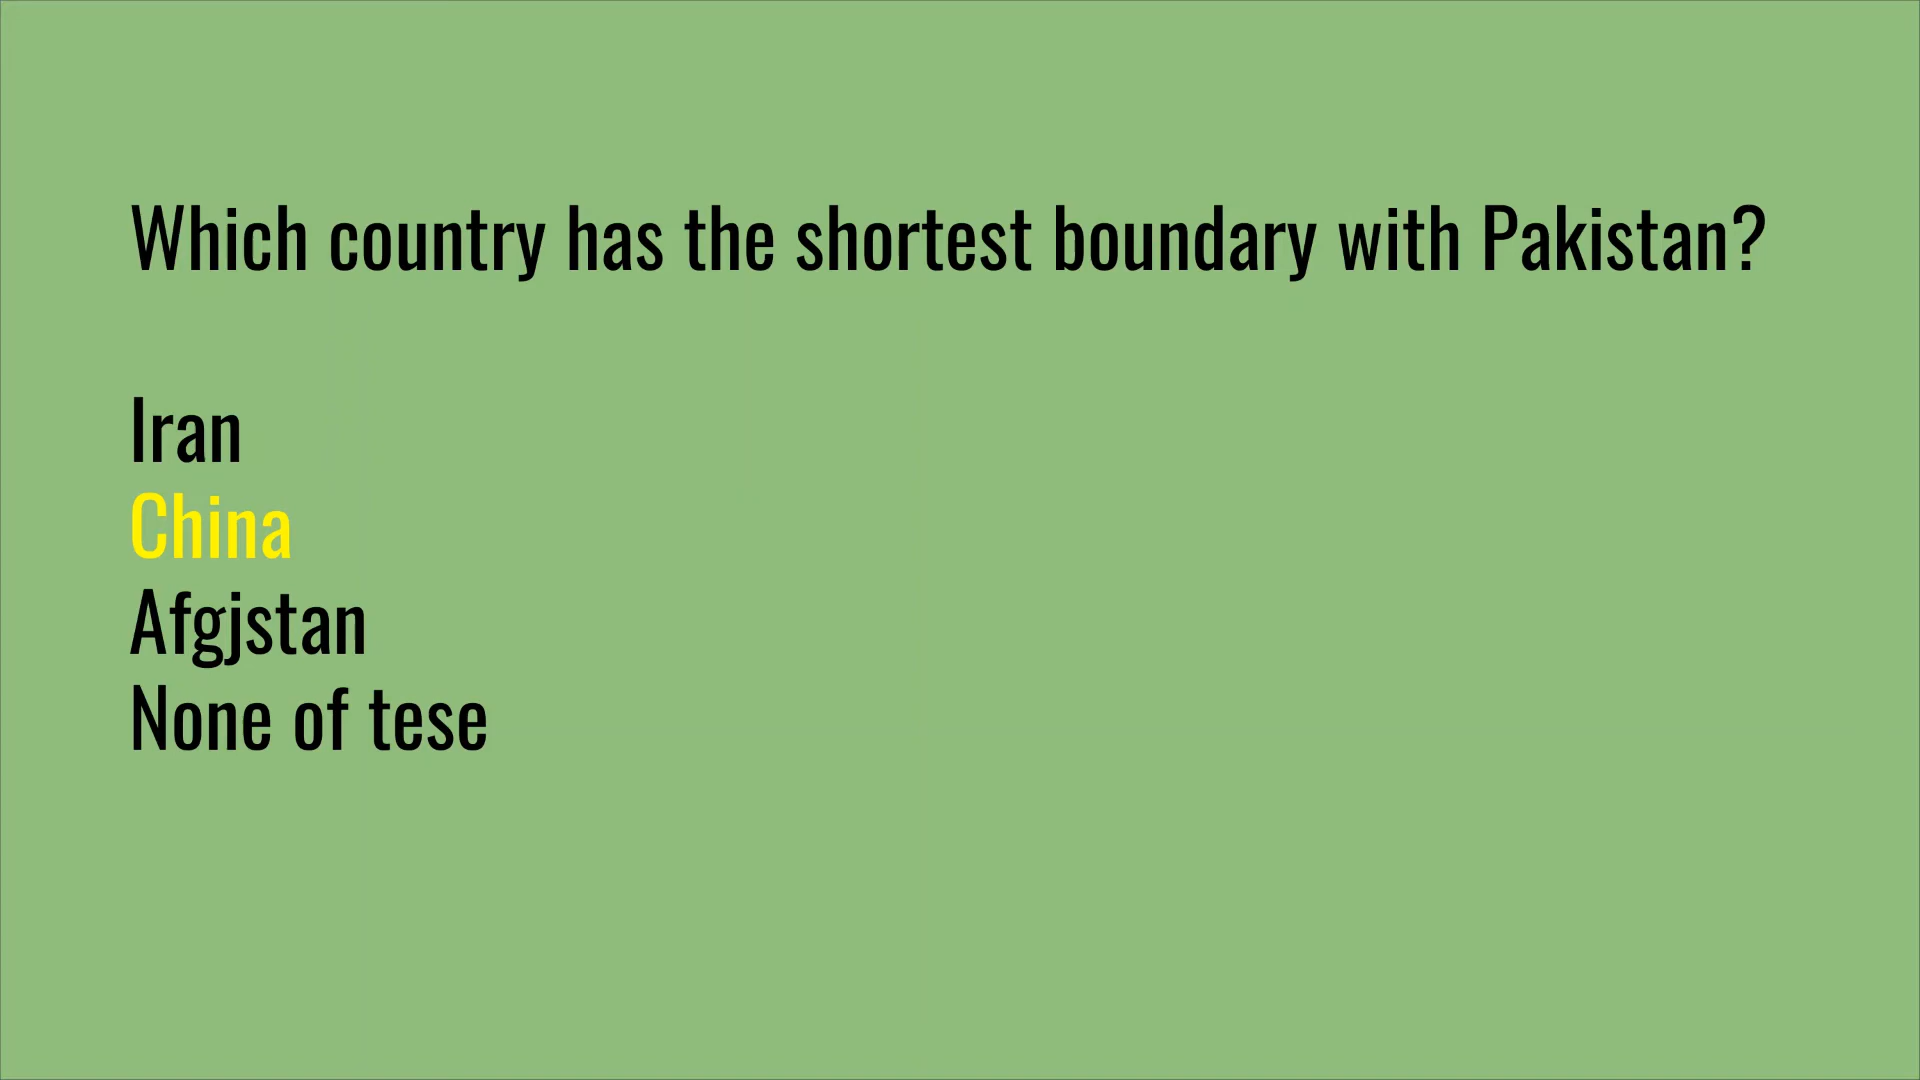 Which country has the shortest boundary with Pakistan?
Iran
China
Afgjstan
None of tese